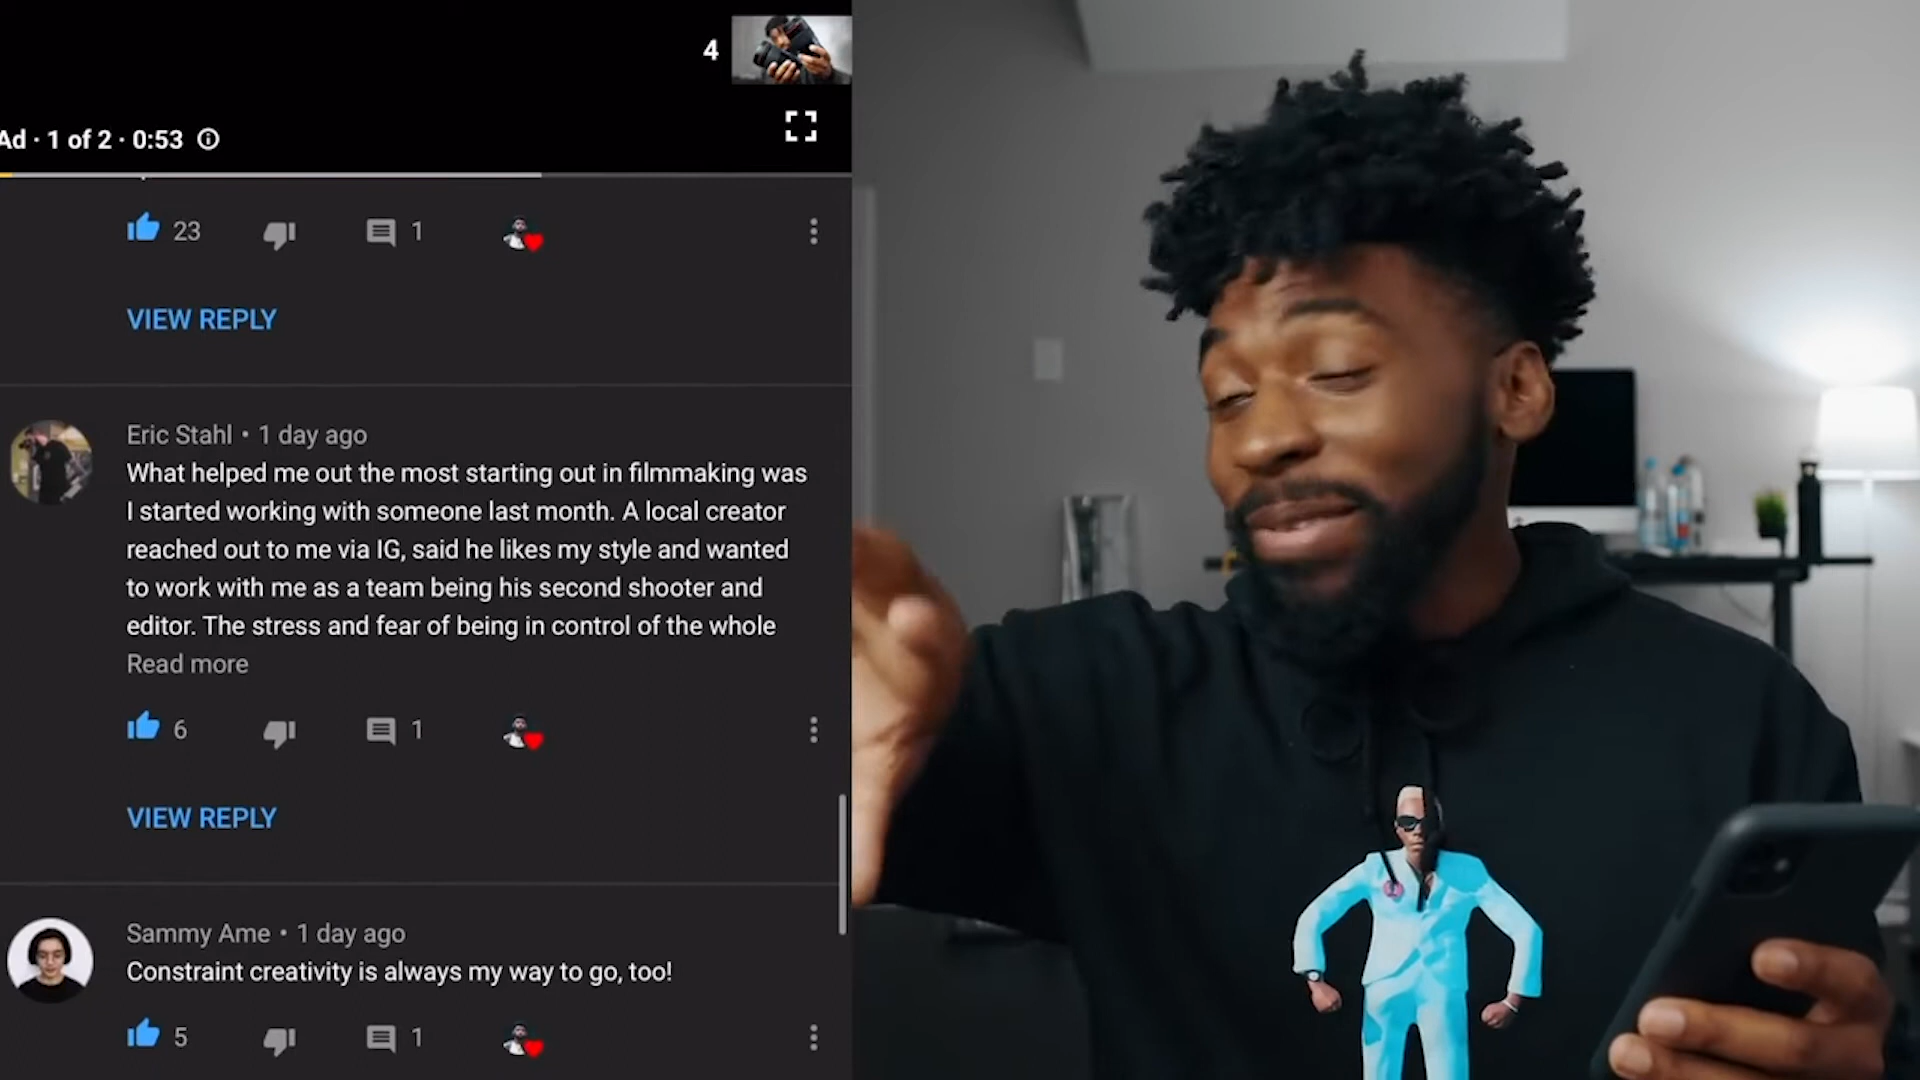 4
Ad · 1 of 2 · 0:53
23
1
VIEW REPLY
Eric Stahl • 1 day ago
What helped me out the most starting out in filmmaking was
I started working with someone last month. A local creator
reached out to me via IG, said he likes my style and wanted
to work with me as a team being his second shooter and
editor. The stress and fear of being in control of the whole
Read more
6
1
VIEW REPLY
Sammy Ame • 1 day ago
Constraint creativity is always my way to go, too!
5
1